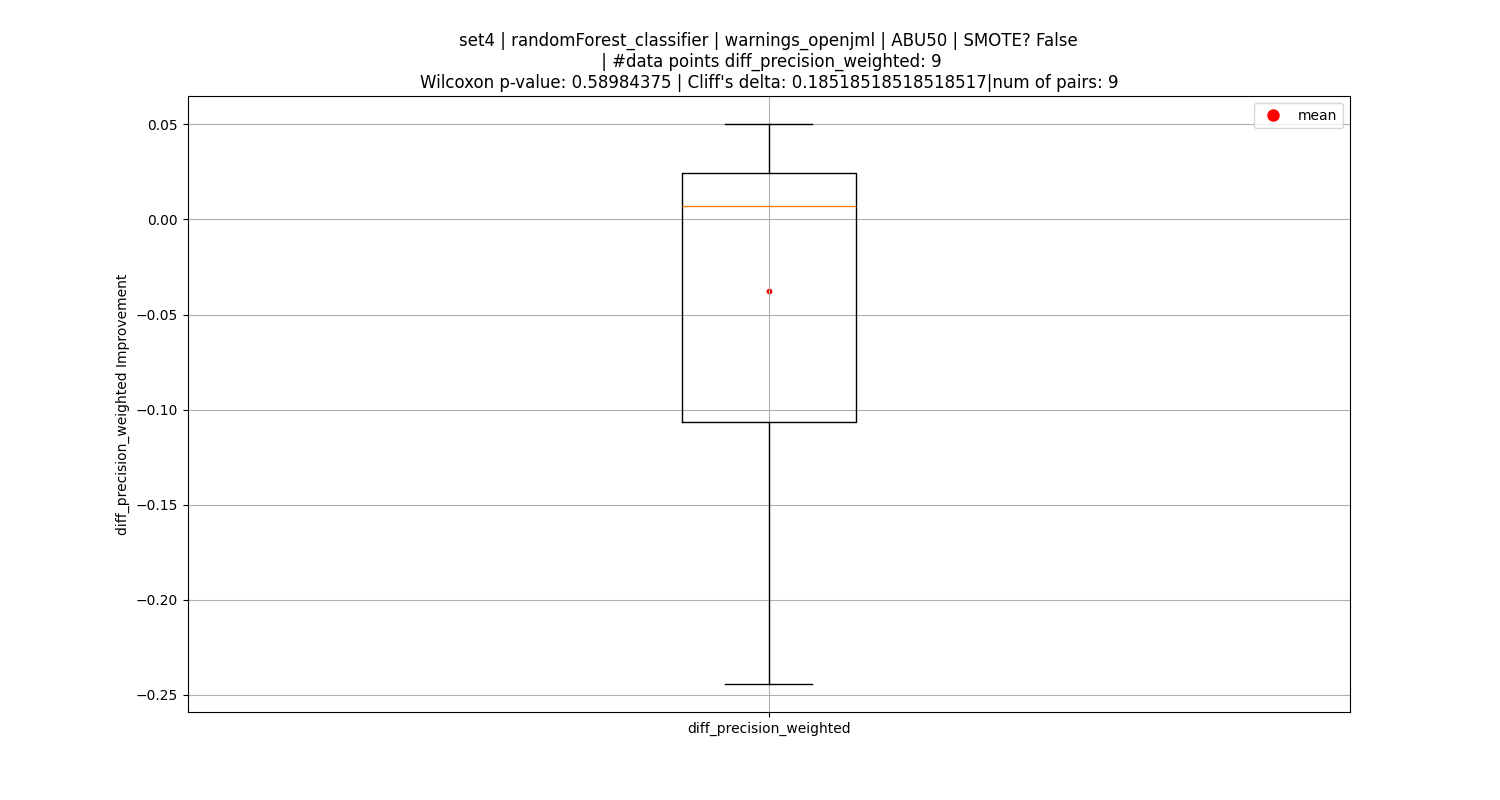 set4 | randomForest_classifier | warnings_openjml | ABU50 | SMOTE? False
| #data points diff_precision_weighted: 9
Wilcoxon p-value: 0.58984375 | Cliff's delta: 0.18518518518518517|num of pairs: 9
mean
0.05
0.00
−0.05
−0.10
−0.15
−0.20
−0.25
diff_precision_weighted Improvement
diff_precision_weighted